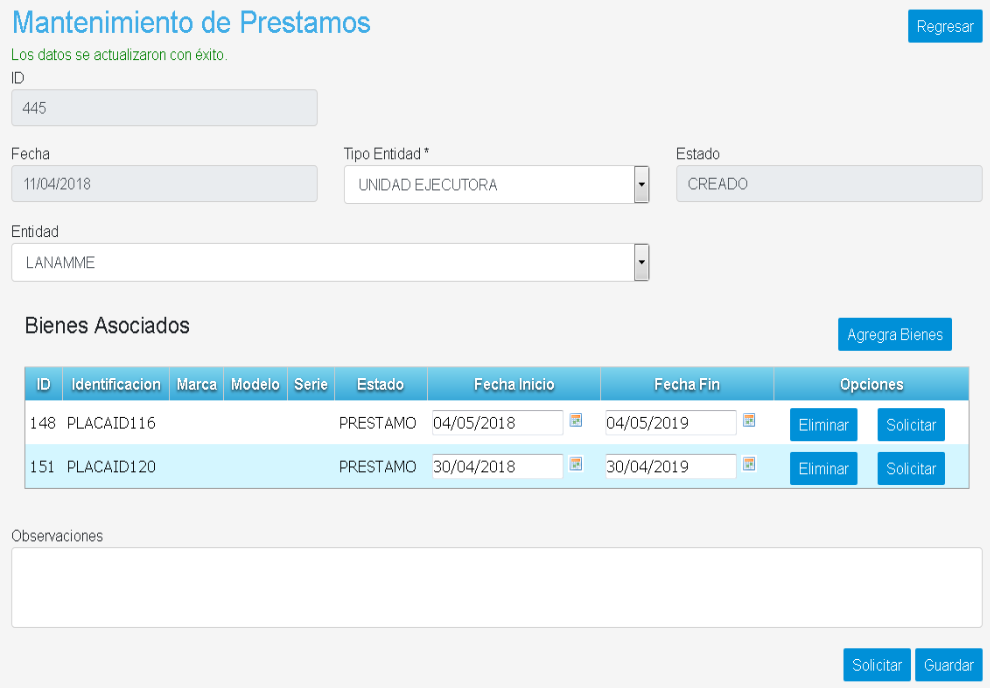 Mantenimiento de Prestamos
Regresar
Los datos se actualizaron con éxito.
ID
445
Fecha Tipo Entidad * Estado
11/04/2018 UNIDAD EJECUTORA CREADO
Entidad
LANAMME
Bienes Asociados
Agregra Bienes
ID Identificacion Marca Modelo Serie Estado Fecha Inicio Fecha Fin Opciones
148 PLACAID116 PRESTAMO 04/05/2018 04/05/2019 Eliminar Solicitar
151 PLACAID120 PRESTAMO 30/04/2018 30/04/2019 Eliminar Solicitar
Observaciones
Solicitar Guardar